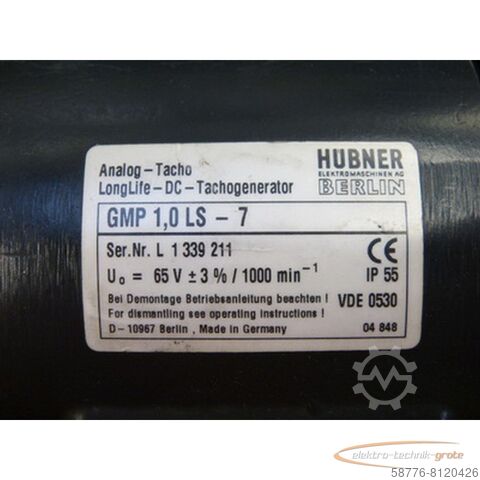 Analog-Tacho
LongLife-DC-Tachogenerator
HÜBNER
ELEKTROMASCHINEN AG
BERLIN
GMP 1,0 LS - 7
Ser.Nr. L 1 339 211
CE
U₀ = 65 V ± 3 % / 1000 min⁻¹
IP 55
Bei Demontage Betriebsanleitung beachten !
For dismantling see operating instructions !
VDE 0530
D-10967 Berlin , Made in Germany
04 848
elektro-technik-grote
58776-8120426